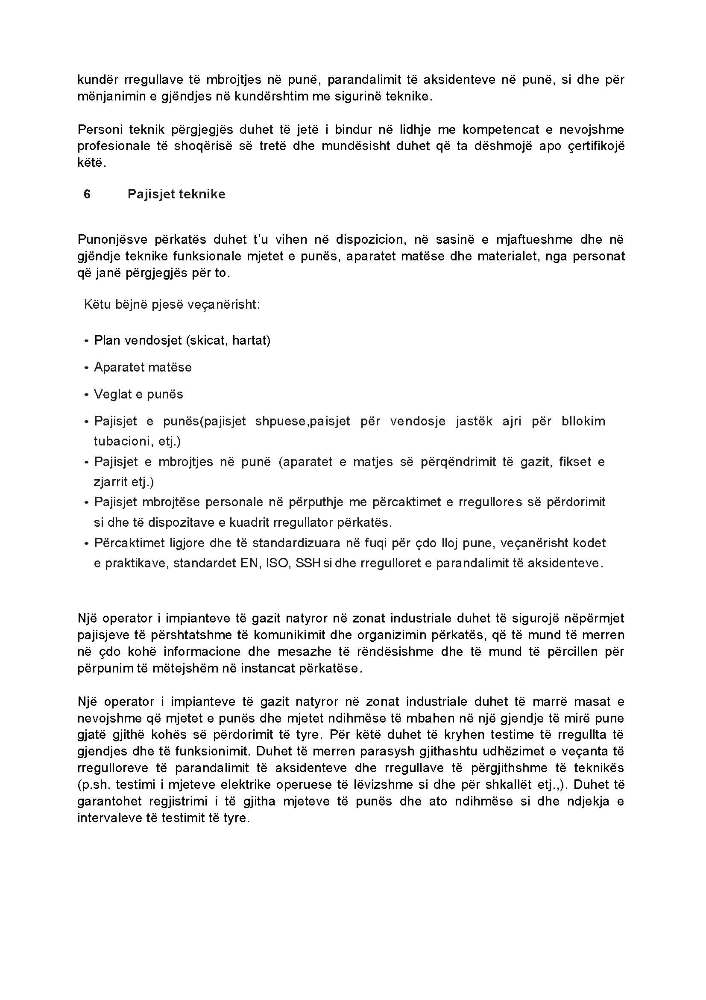 kundër rregullave të mbrojtjes në punë, parandalimit të aksidenteve në punë, si dhe për
mënjanimin e gjëndjes në kundërshtim me sigurinë teknike.
Personi teknik përgjegjës duhet të jetë i bindur në lidhje me kompetencat e nevojshme
profesionale të shoqërisë së tretë dhe mundësisht duhet që ta dëshmojë apo çertifikojë
këtë.
6 Pajisjet teknike
Punonjësve përkatës duhet t’u vihen në dispozicion, në sasinë e mjaftueshme dhe në
gjëndje teknike funksionale mjetet e punës, aparatet matëse dhe materialet, nga personat
që janë përgjegjës për to.
Këtu bëjnë pjesë veçanërisht:
• Plan vendosjet (skicat, hartat)
• Aparatet matëse
• Veglat e punës
• Pajisjet e punës(pajisjet shpuese,paisjet për vendosje jastëk ajri për bllokim
tubacioni, etj.)
• Pajisjet e mbrojtjes në punë (aparatet e matjes së përqëndrimit të gazit, fikset e
zjarrit etj.)
• Pajisjet mbrojtëse personale në përputhje me përcaktimet e rregullores së përdorimit
si dhe të dispozitave e kuadrit rregullator përkatës.
• Përcaktimet ligjore dhe të standardizuara në fuqi për çdo lloj pune, veçanërisht kodet
e praktikave, standardet EN, ISO, SSH si dhe rregulloret e parandalimit të aksidenteve.
Një operator i impianteve të gazit natyror në zonat industriale duhet të sigurojë nëpërmjet
pajisjeve të përshtatshme të komunikimit dhe organizimin përkatës, që të mund të merren
në çdo kohë informacione dhe mesazhe të rëndësishme dhe të mund të përcillen për
përpunim të mëtejshëm në instancat përkatëse.
Një operator i impianteve të gazit natyror në zonat industriale duhet të marrë masat e
nevojshme që mjetet e punës dhe mjetet ndihmëse të mbahen në një gjendje të mirë pune
gjatë gjithë kohës së përdorimit të tyre. Për këtë duhet të kryhen testime të rregullta të
gjendjes dhe të funksionimit. Duhet të merren parasysh gjithashtu udhëzimet e veçanta të
rregulloreve të parandalimit të aksidenteve dhe rregullave të përgjithshme të teknikës
(p.sh. testimi i mjeteve elektrike operuese të lëvizshme si dhe për shkallët etj.,). Duhet të
garantohet regjistrimi i të gjitha mjeteve të punës dhe ato ndihmëse si dhe ndjekja e
intervaleve të testimit të tyre.